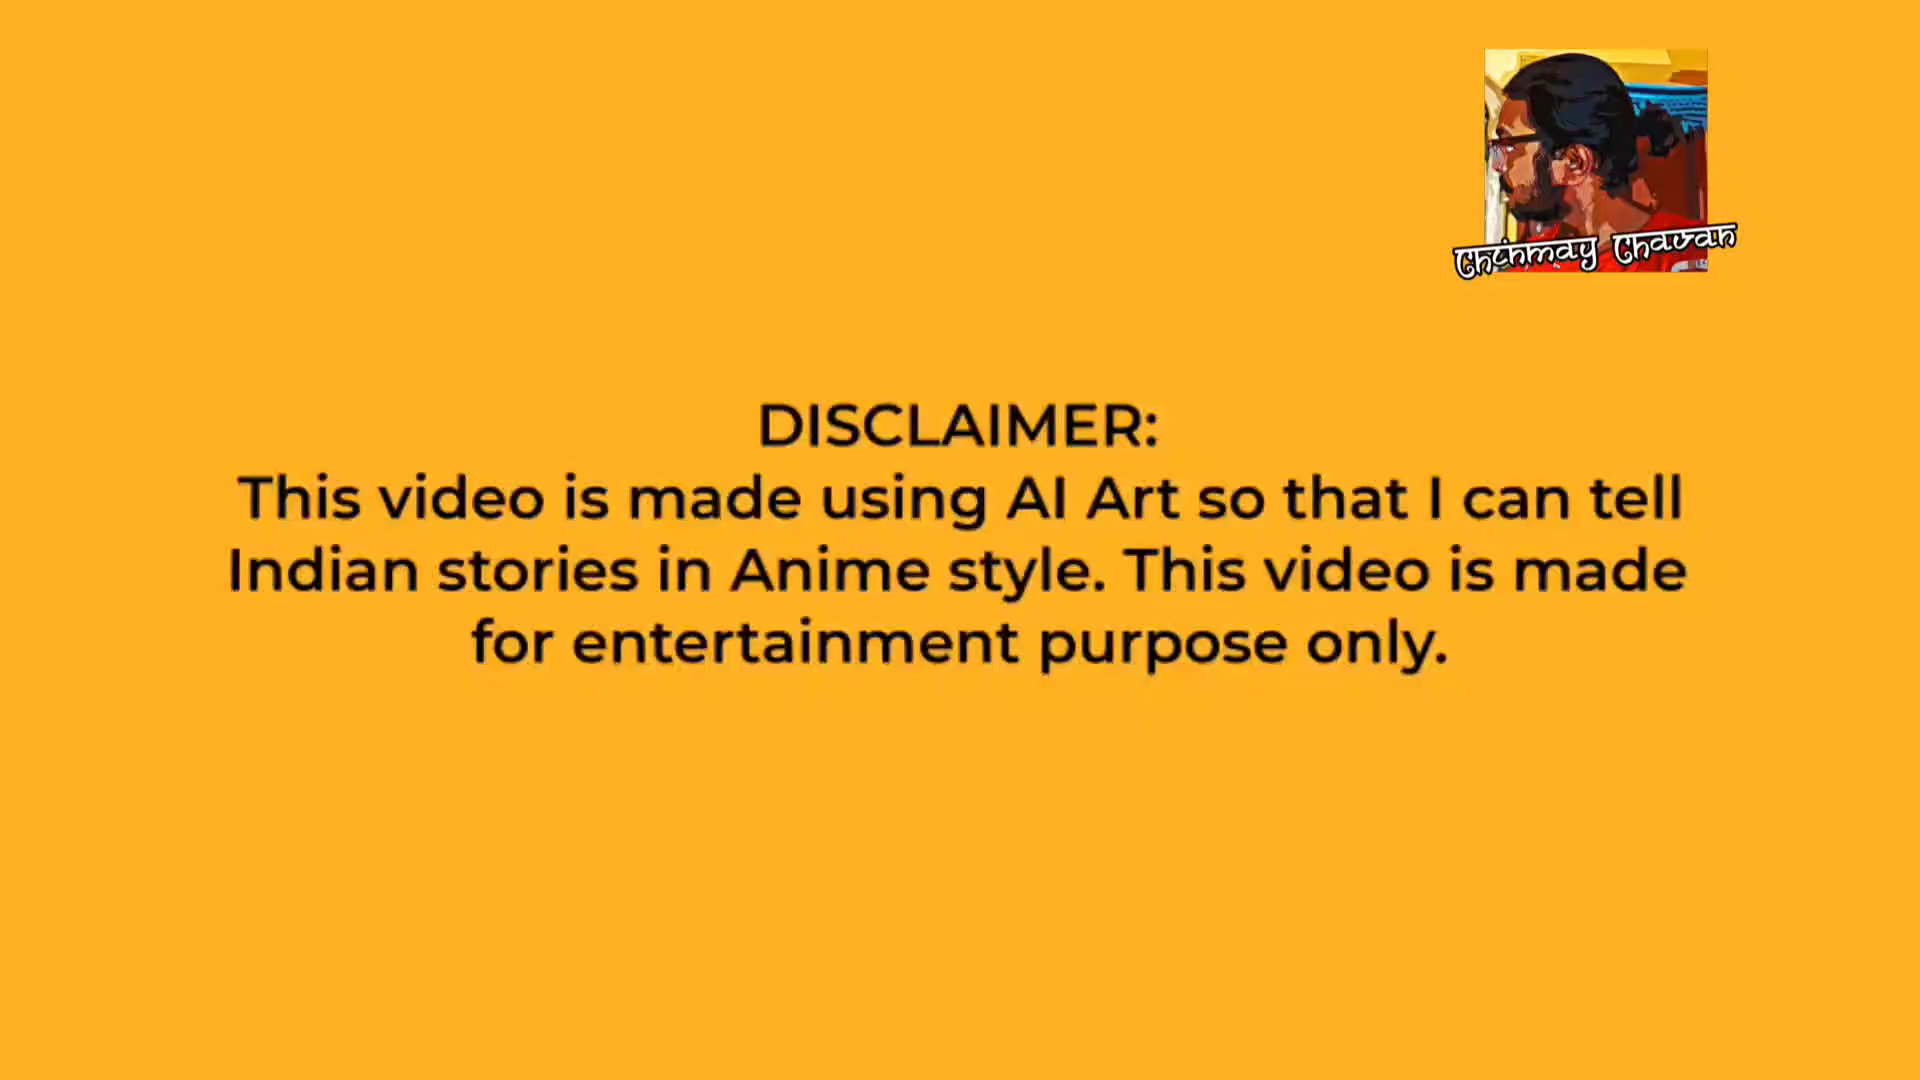 Chinmay Chavan
DISCLAIMER:
This video is made using AI Art so that I can tell
Indian stories in Anime style. This video is made
for entertainment purpose only.